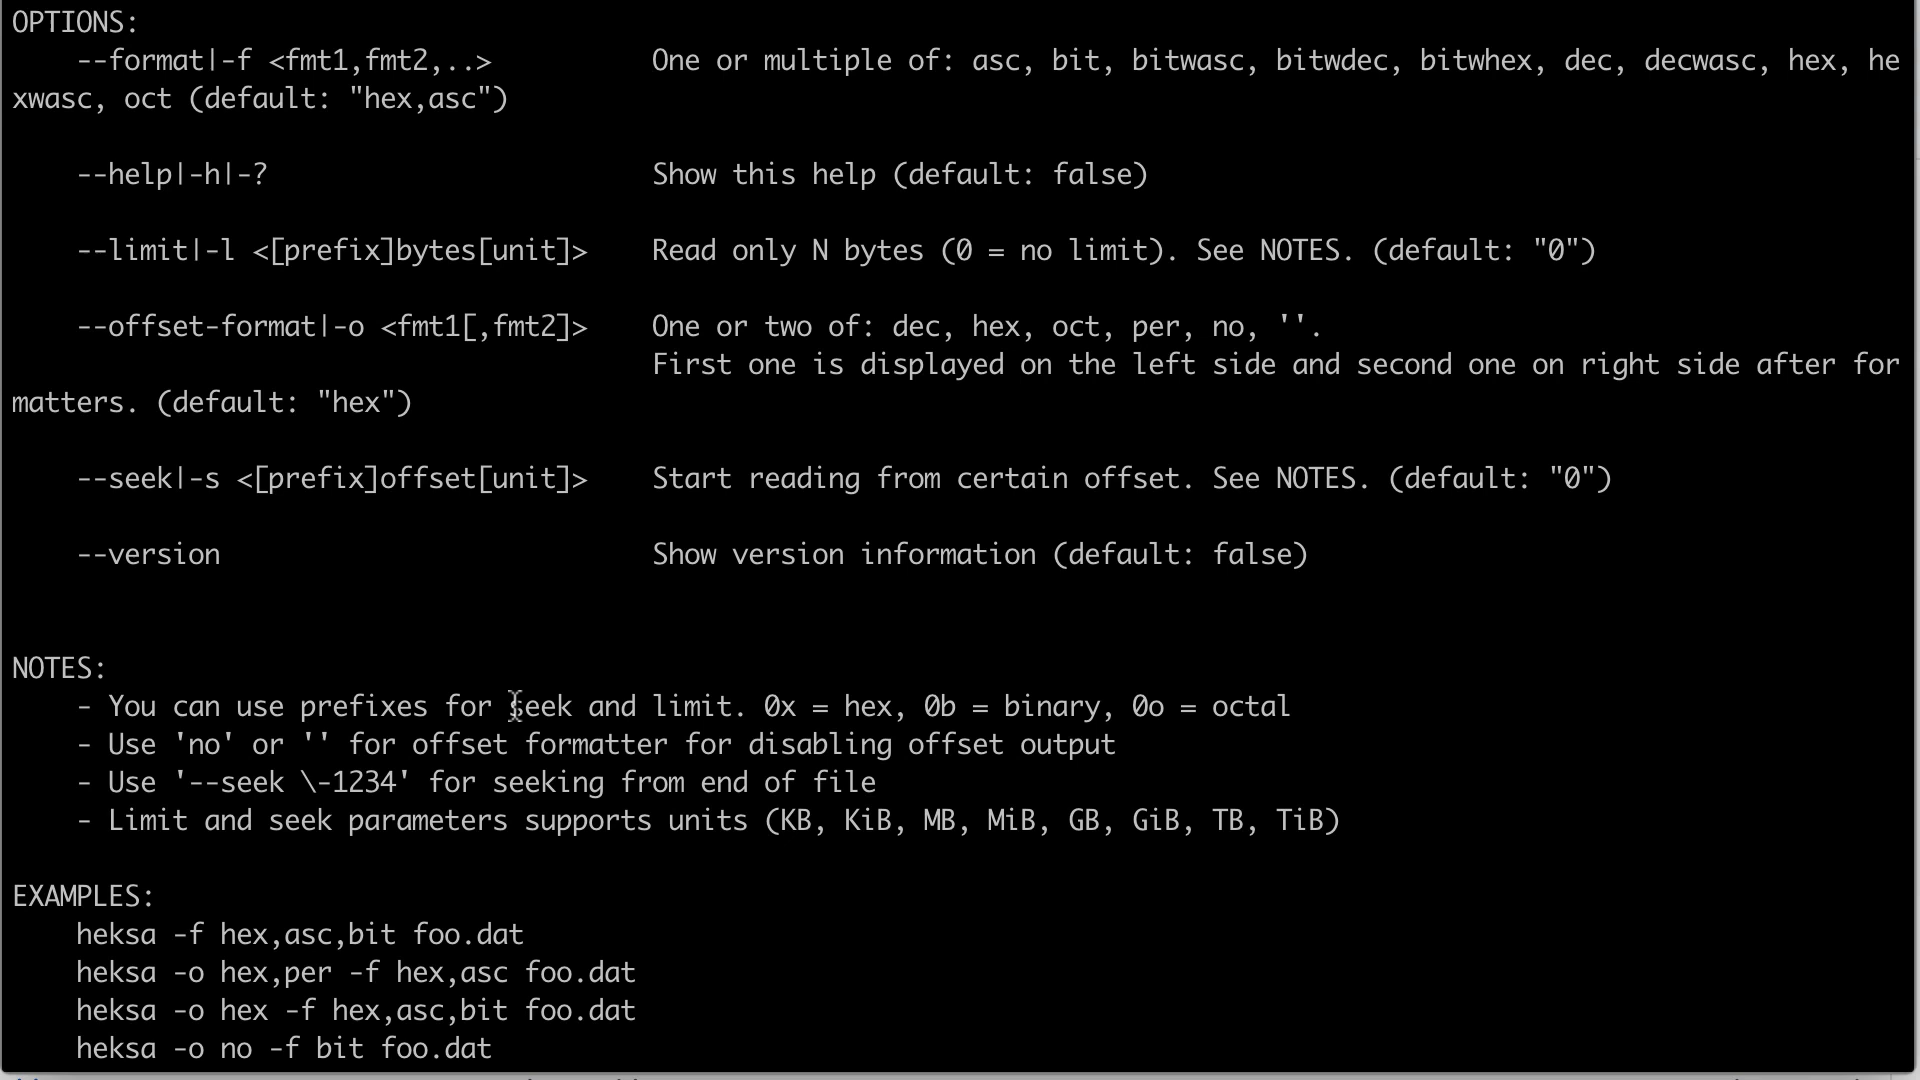 OPTIONS:
    --format|-f <fmt1,fmt2,..>          One or multiple of: asc, bit, bitwasc, bitwdec, bitwhex, dec, decwasc, hex, he
xwasc, oct (default: "hex,asc")
    --help|-h|-?                        Show this help (default: false)
    --limit|-l <[prefix]bytes[unit]>    Read only N bytes (0 = no limit). See NOTES. (default: "0")
    --offset-format|-o <fmt1[,fmt2]>    One or two of: dec, hex, oct, per, no, ''.
                                        First one is displayed on the left side and second one on right side after for
matters. (default: "hex")
    --seek|-s <[prefix]offset[unit]>    Start reading from certain offset. See NOTES. (default: "0")
    --version                           Show version information (default: false)
NOTES:
    - You can use prefixes for seek and limit. 0x = hex, 0b = binary, 0o = octal
    - Use 'no' or '' for offset formatter for disabling offset output
    - Use '--seek \-1234' for seeking from end of file
    - Limit and seek parameters supports units (KB, KiB, MB, MiB, GB, GiB, TB, TiB)
EXAMPLES:
    heksa -f hex,asc,bit foo.dat
    heksa -o hex,per -f hex,asc foo.dat
    heksa -o hex -f hex,asc,bit foo.dat
    heksa -o no -f bit foo.dat